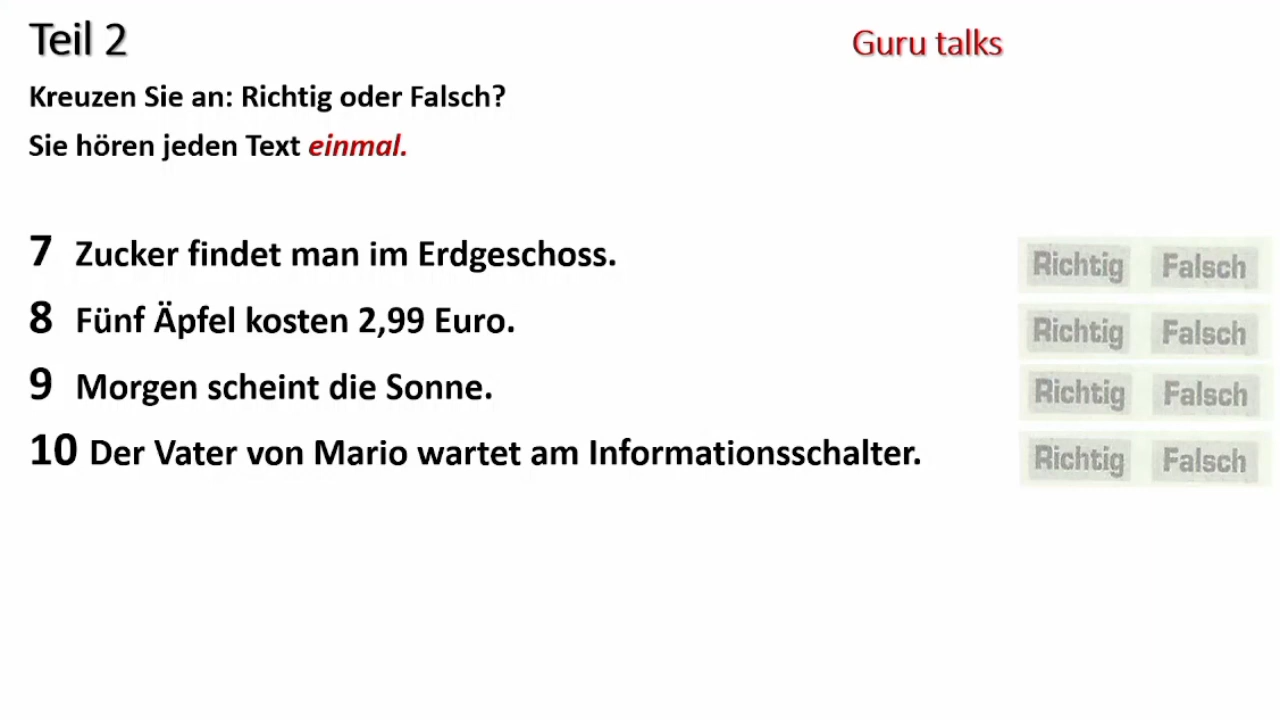 Teil 2
Guru talks
Kreuzen Sie an: Richtig oder Falsch?
Sie hören jeden Text einmal.
7 Zucker findet man im Erdgeschoss. Richtig Falsch
8 Fünf Äpfel kosten 2,99 Euro. Richtig Falsch
9 Morgen scheint die Sonne. Richtig Falsch
10 Der Vater von Mario wartet am Informationsschalter. Richtig Falsch